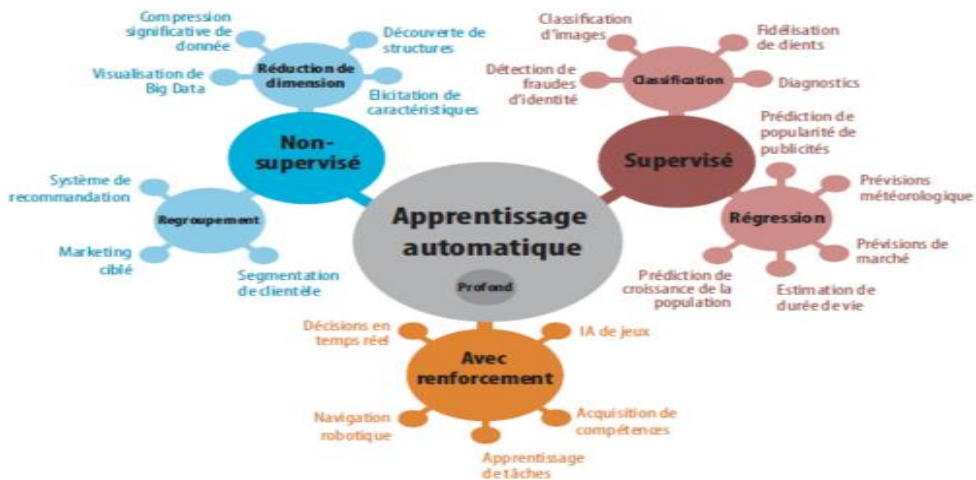 Compression
significative de
donnée
Découverte de
structures
Visualisation de
Big Data
Réduction de
dimension
Elicitation de
caractéristiques
Non-
supervisé
Système de
recommandation
Regroupement
Marketing
ciblé
Segmentation
de clientèle
Classification
d'images
Fidélisation
de clients
Détection de
fraudes
d'identité
Classification
Diagnostics
Supervisé
Prédiction de
popularité de
publicités
Prévisions
météorologique
Régression
Prévisions de
marché
Prédiction de
croissance de la
population
Estimation de
durée de vie
Apprentissage
automatique
Profond
Décisions en
temps réel
IA de jeux
Avec
renforcement
Navigation
robotique
Acquisition de
compétences
Apprentissage
de tâches